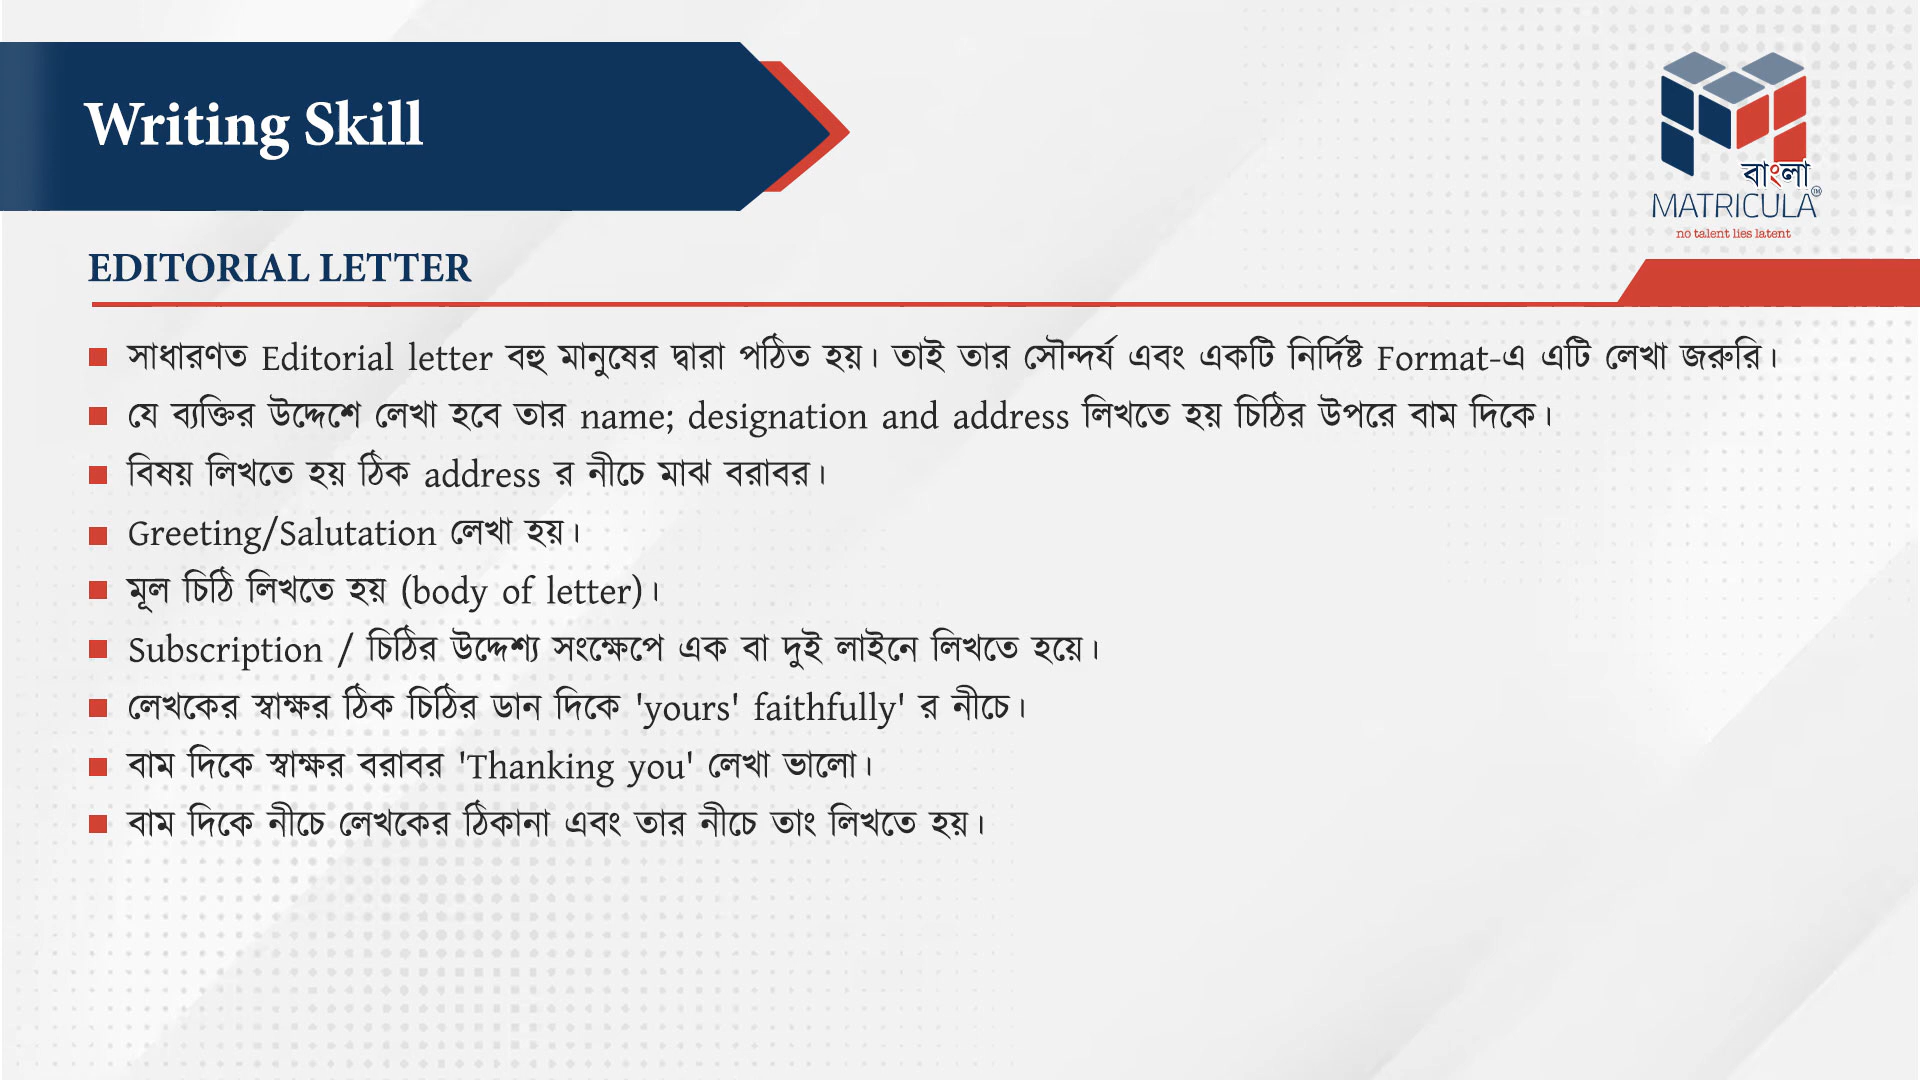 Writing Skill
বাংলা
MATRICULA
TM
no talent lies latent
EDITORIAL LETTER
সাধারণত Editorial letter বহু মানুষের দ্বারা পঠিত হয়। তাই তার সৌন্দর্য এবং একটি নির্দিষ্ট Format-এ এটি লেখা জরুরি।
যে ব্যক্তির উদ্দেশে লেখা হবে তার name; designation and address লিখতে হয় চিঠির উপরে বাম দিকে।
বিষয় লিখতে হয় ঠিক address র নীচে মাঝ বরাবর।
Greeting/Salutation লেখা হয়।
মূল চিঠি লিখতে হয় (body of letter)।
Subscription / চিঠির উদ্দেশ্য সংক্ষেপে এক বা দুই লাইনে লিখতে হয়ে।
লেখকের স্বাক্ষর ঠিক চিঠির ডান দিকে 'yours' faithfully' র নীচে।
বাম দিকে স্বাক্ষর বরাবর 'Thanking you' লেখা ভালো।
বাম দিকে নীচে লেখকের ঠিকানা এবং তার নীচে তাং লিখতে হয়।